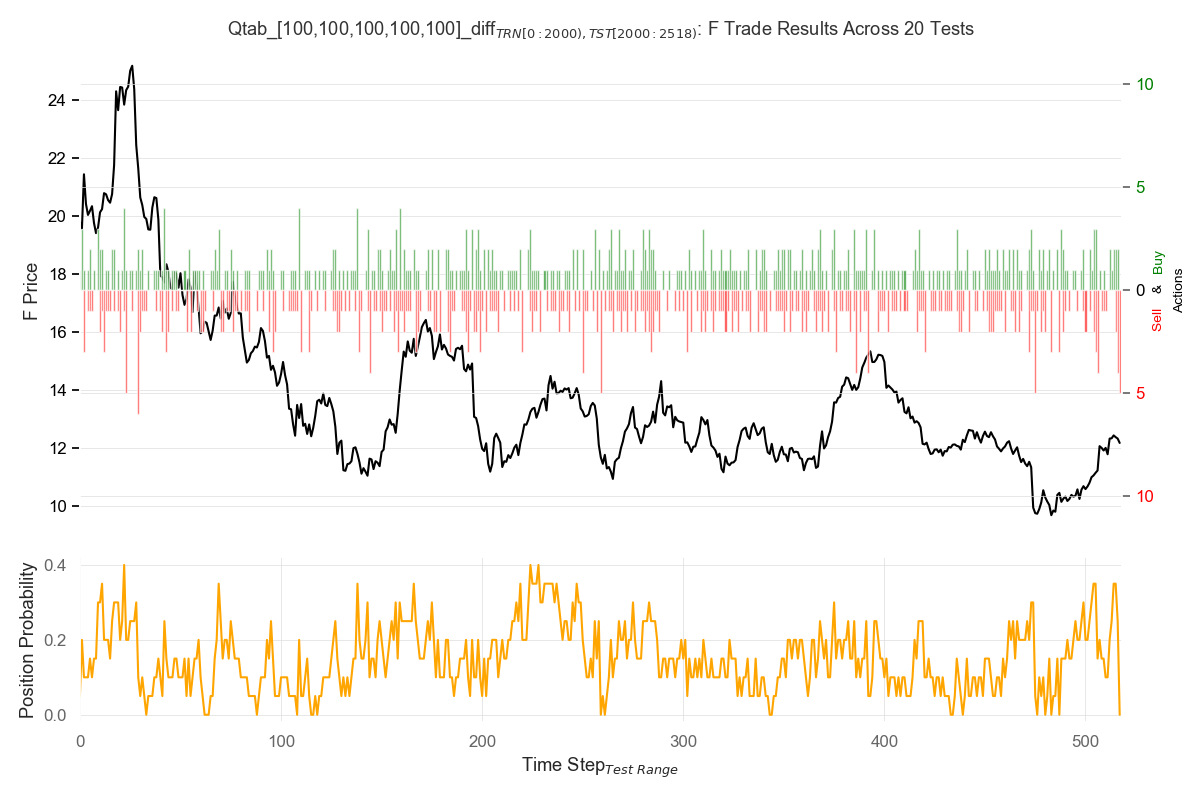 Qtab_[100,100,100,100,100]_diff_TRN[0:2000),TST[2000:2518): F Trade Results Across 20 Tests
F Price
24
22
20
18
16
14
12
10
10
5
0
5
10
Sell & Buy
Actions
Position Probability
0.4
0.2
0.0
0 100 200 300 400 500
Time Step Test Range